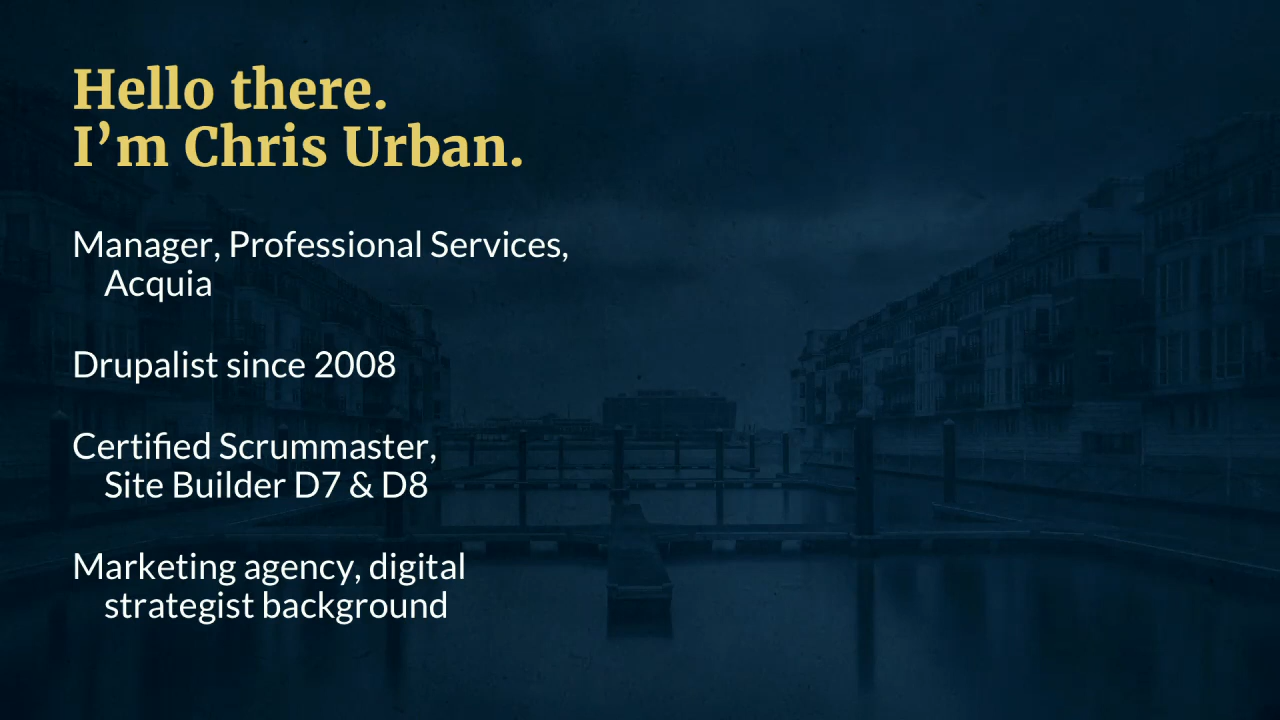 Hello there.
I’m Chris Urban.
Manager, Professional Services,
Acquia
Drupalist since 2008
Certified Scrummaster,
Site Builder D7 & D8
Marketing agency, digital
strategist background